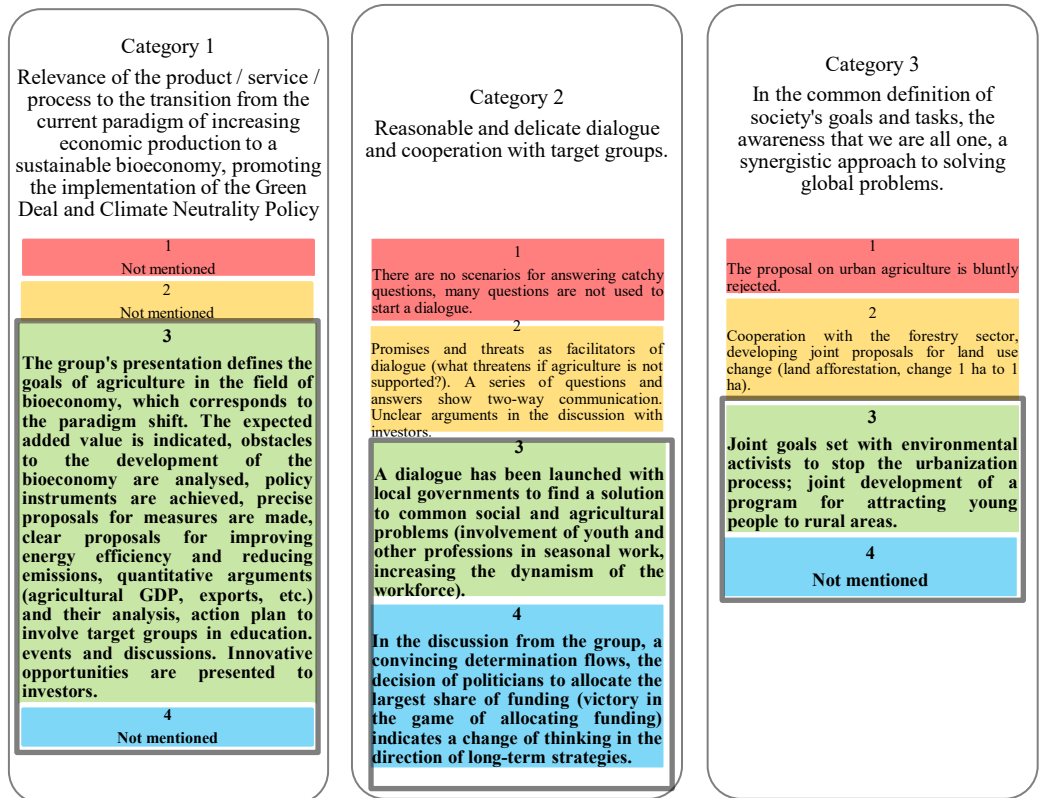 Category 1
Relevance of the product / service /
process to the transition from the
current paradigm of increasing
economic production to a
sustainable bioeconomy, promoting
the implementation of the Green
Deal and Climate Neutrality Policy
1
Not mentioned
2
Not mentioned
3
The group's presentation defines the
goals of agriculture in the field of
bioeconomy, which corresponds to
the paradigm shift. The expected
added value is indicated, obstacles
to the development of the
bioeconomy are analysed, policy
instruments are achieved, precise
proposals for measures are made,
clear proposals for improving
energy efficiency and reducing
emissions, quantitative arguments
(agricultural GDP, exports, etc.)
and their analysis, action plan to
involve target groups in education.
events and discussions. Innovative
opportunities are presented to
investors.
4
Not mentioned
Category 2
Reasonable and delicate dialogue
and cooperation with target groups.
1
There are no scenarios for answering catchy
questions, many questions are not used to
start a dialogue.
2
Promises and threats as facilitators of
dialogue (what threatens if agriculture is not
supported?). A series of questions and
answers show two-way communication.
Unclear arguments in the discussion with
investors.
3
A dialogue has been launched with
local governments to find a solution
to common social and agricultural
problems (involvement of youth and
other professions in seasonal work,
increasing the dynamism of the
workforce).
4
In the discussion from the group, a
convincing determination flows, the
decision of politicians to allocate the
largest share of funding (victory in
the game of allocating funding)
indicates a change of thinking in the
direction of long-term strategies.
Category 3
In the common definition of
society's goals and tasks, the
awareness that we are all one, a
synergistic approach to solving
global problems.
1
The proposal on urban agriculture is bluntly
rejected.
2
Cooperation with the forestry sector,
developing joint proposals for land use
change (land afforestation, change 1 ha to 1
ha).
3
Joint goals set with environmental
activists to stop the urbanization
process; joint development of a
program for attracting young
people to rural areas.
4
Not mentioned